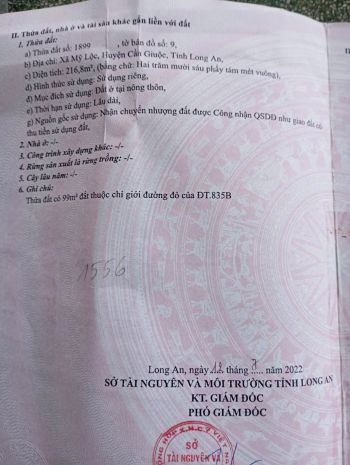 II. Thửa đất, nhà ở và tài sản khác gắn liền với đất
1. Thửa đất:
a) Thửa đất số: 1899 , tờ bản đồ số: 9,
b) Địa chỉ: Xã Mỹ Lộc, Huyện Cần Giuộc, Tỉnh Long An,
c) Diện tích: 216,8m², (bằng chữ: Hai trăm mười sáu phẩy tám mét vuông),
d) Hình thức sử dụng: Sử dụng riêng,
đ) Mục đích sử dụng: Đất ở tại nông thôn,
e) Thời hạn sử dụng: Lâu dài,
g) Nguồn gốc sử dụng: Nhận chuyển nhượng đất được Công nhận QSDĐ như giao đất có
thu tiền sử dụng đất,
2. Nhà ở: -/-
3. Công trình xây dựng khác: -/-
4. Rừng sản xuất là rừng trồng: -/-
5. Cây lâu năm: -/-
6. Ghi chú:
Thửa đất có 99m² đất thuộc chỉ giới đường đỏ của ĐT.835B
1556
Long An, ngày 12 tháng 7 năm 2022
SỞ TÀI NGUYÊN VÀ MÔI TRƯỜNG TỈNH LONG AN
KT. GIÁM ĐỐC
PHÓ GIÁM ĐỐC
SỞ
TÀI NGUYÊN VÀ